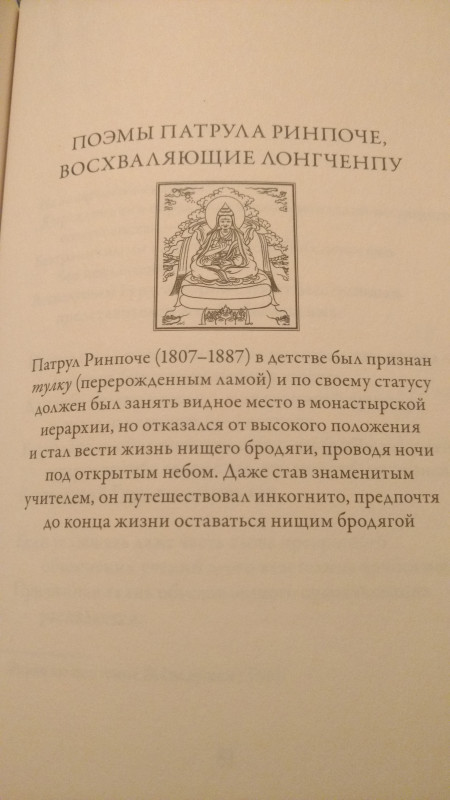 ПОЭМЫ ПАТРУЛА РИНПОЧЕ,
ВОСХВАЛЯЮЩИЕ ЛОНГЧЕНПУ
Патрул Ринпоче (1807–1887) в детстве был признан
тулку (перерожденным ламой) и по своему статусу
должен был занять видное место в монастырской
иерархии, но отказался от высокого положения
и стал вести жизнь нищего бродяги, проводя ночи
под открытым небом. Даже став знаменитым
учителем, он путешествовал инкогнито, предпочтя
до конца жизни оставаться нищим бродягой